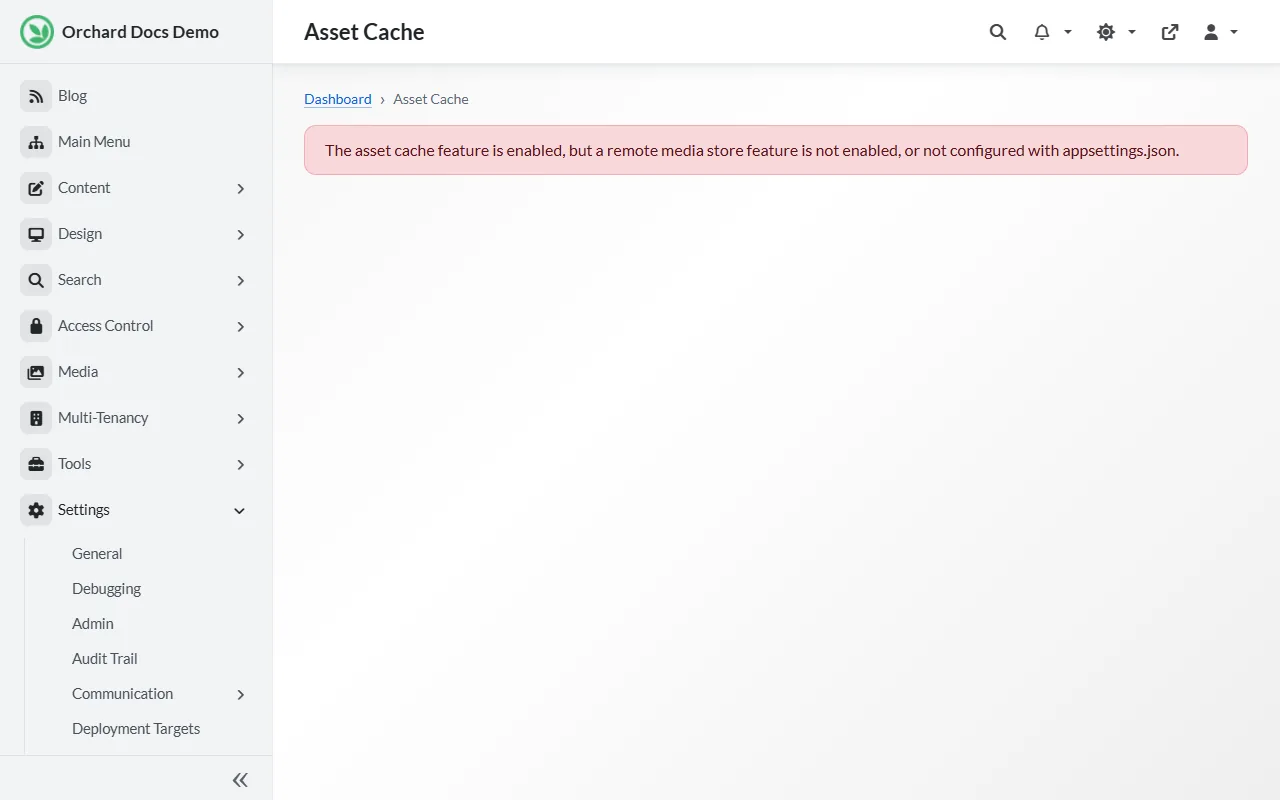 Orchard Docs Demo
Asset Cache
Blog
Main Menu
Content
Design
Search
Access Control
Media
Multi-Tenancy
Tools
Settings
General
Debugging
Admin
Audit Trail
Communication
Deployment Targets
Dashboard › Asset Cache
The asset cache feature is enabled, but a remote media store feature is not enabled, or not configured with appsettings.json.